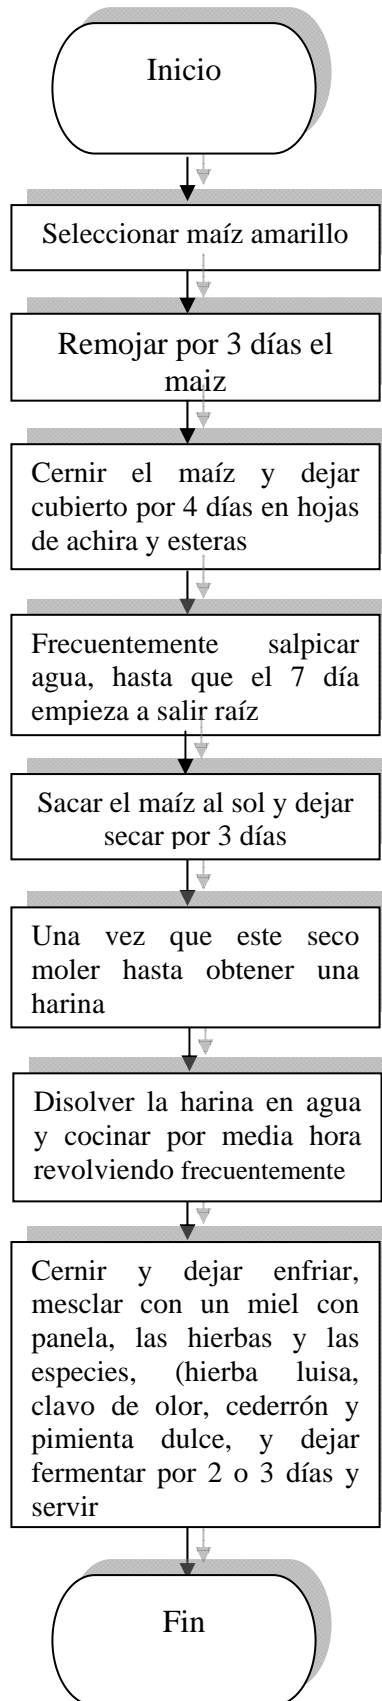 Inicio
Seleccionar maíz amarillo
Remojar por 3 días el
maiz
Cernir el maíz y dejar
cubierto por 4 días en hojas
de achira y esteras
Frecuentemente salpicar
agua, hasta que el 7 día
empieza a salir raíz
Sacar el maíz al sol y dejar
secar por 3 días
Una vez que este seco
moler hasta obtener una
harina
Disolver la harina en agua
y cocinar por media hora
revolviendo frecuentemente
Cernir y dejar enfriar,
mesclar con un miel con
panela, las hierbas y las
especies, (hierba luisa,
clavo de olor, cederrón y
pimienta dulce, y dejar
fermentar por 2 o 3 días y
servir
Fin